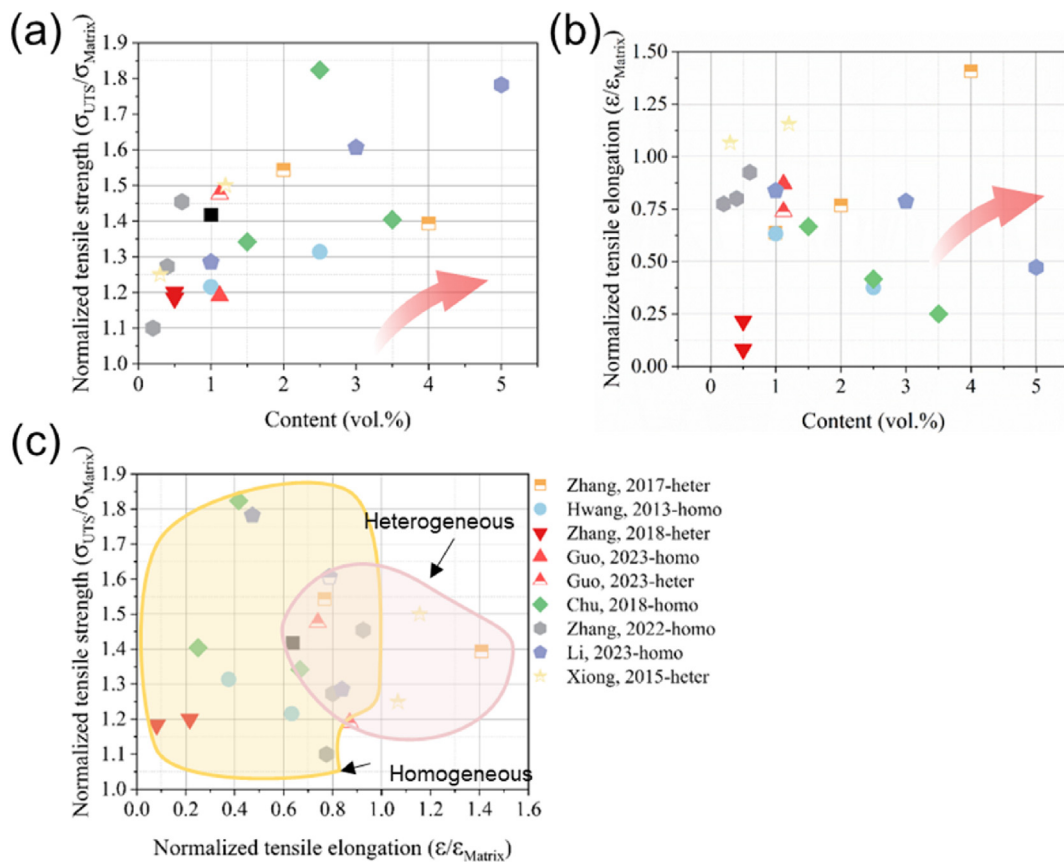 (a)
Normalized tensile strength (σUTS/σMatrix)
1.9
1.8
1.7
1.6
1.5
1.4
1.3
1.2
1.1
1.0
0 1 2 3 4 5
Content (vol.%)
(b)
Normalized tensile elongation (ε/εMatrix)
1.50
1.25
1.00
0.75
0.50
0.25
0.00
0 1 2 3 4 5
Content (vol.%)
(c)
Normalized tensile strength (σUTS/σMatrix)
1.9
1.8
1.7
1.6
1.5
1.4
1.3
1.2
1.1
1.0
Heterogeneous
Homogeneous
0.0 0.2 0.4 0.6 0.8 1.0 1.2 1.4 1.6
Normalized tensile elongation (ε/εMatrix)
Zhang, 2017-heter
Hwang, 2013-homo
Zhang, 2018-heter
Guo, 2023-homo
Guo, 2023-heter
Chu, 2018-homo
Zhang, 2022-homo
Li, 2023-homo
Xiong, 2015-heter